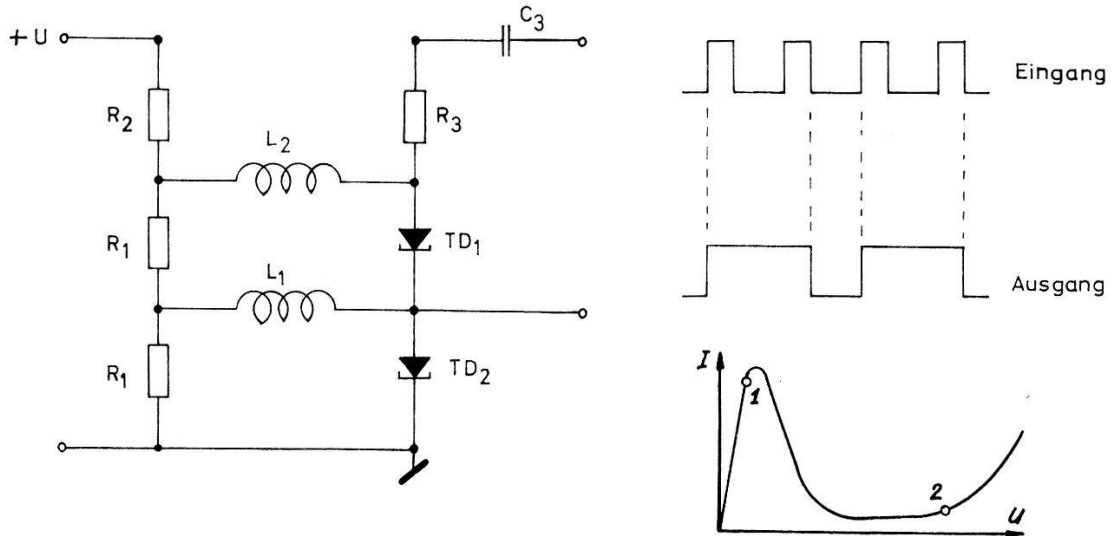 +U
C3
R2
R3
L2
R1
TD1
L1
R1
TD2
Eingang
Ausgang
I
1
2
U